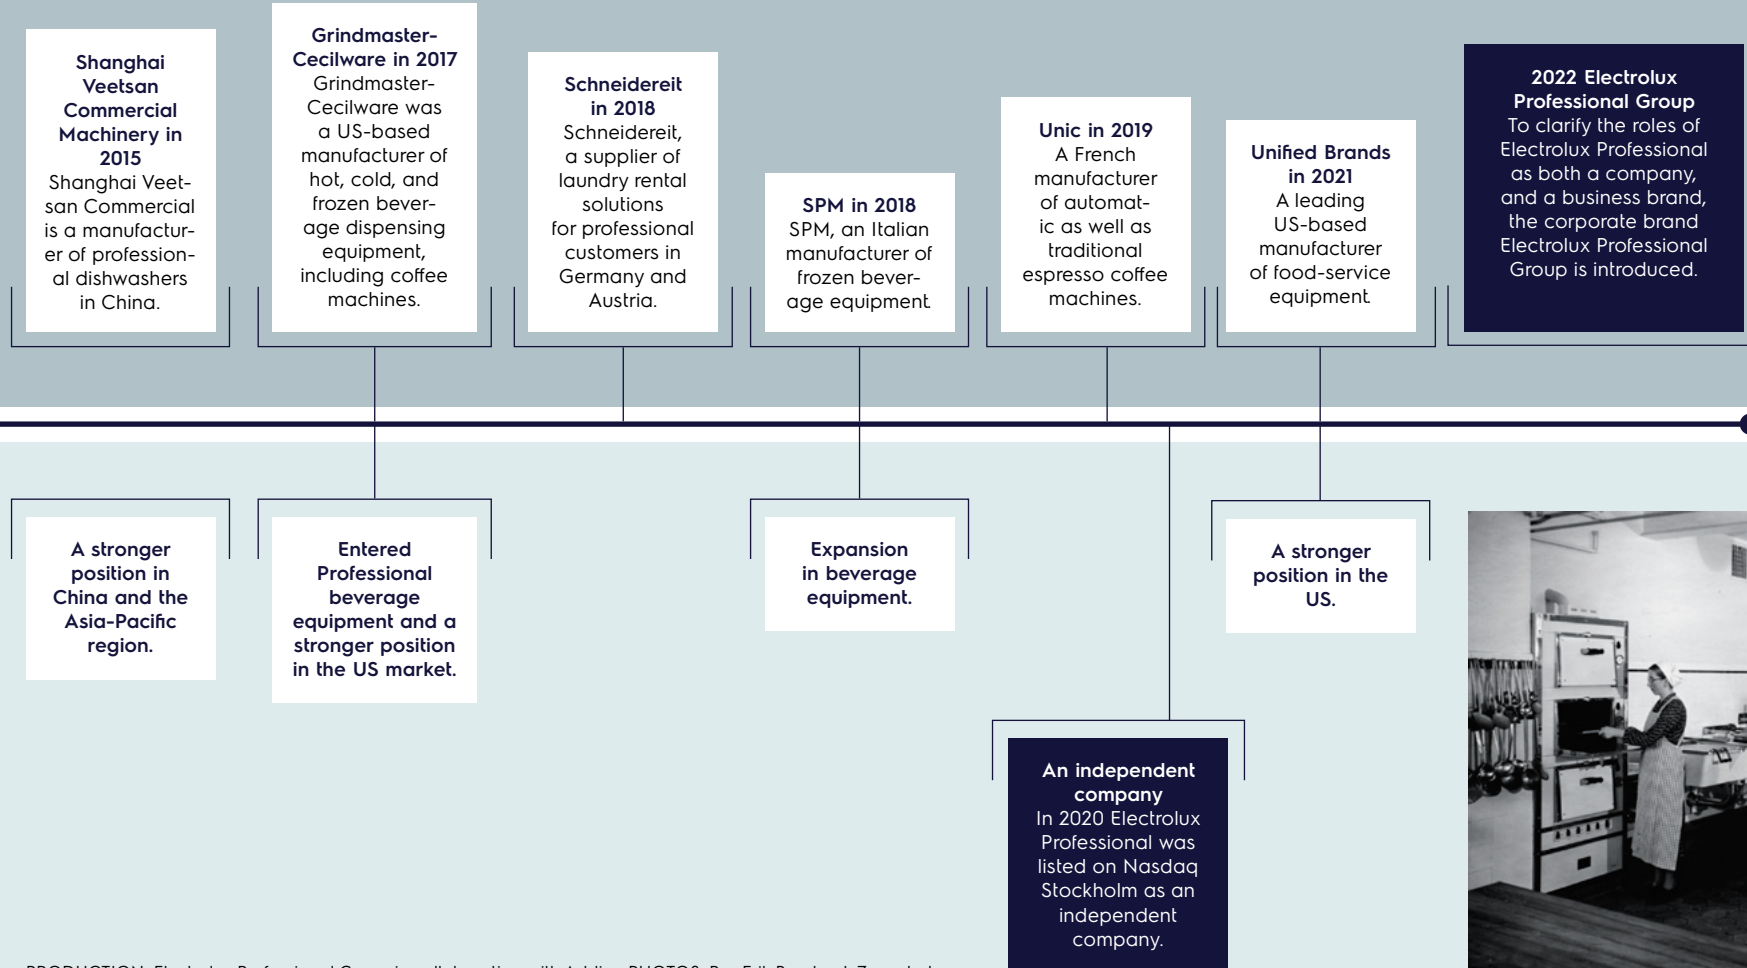 Shanghai
Veetsan
Commercial
Machinery in
2015
Shanghai Veet-
san Commercial
is a manufactur-
er of profession-
al dishwashers
in China.
Grindmaster-
Cecilware in 2017
Grindmaster-
Cecilware was
a US-based
manufacturer of
hot, cold, and
frozen bever-
age dispensing
equipment,
including coffee
machines.
Schneidereit
in 2018
Schneidereit,
a supplier of
laundry rental
solutions
for professional
customers in
Germany and
Austria.
SPM in 2018
SPM, an Italian
manufacturer of
frozen bever-
age equipment.
Unic in 2019
A French
manufacturer
of automat-
ic as well as
traditional
espresso coffee
machines.
Unified Brands
in 2021
A leading
US-based
manufacturer
of food-service
equipment.
2022 Electrolux
Professional Group
To clarify the roles of
Electrolux Professional
as both a company,
and a business brand,
the corporate brand
Electrolux Professional
Group is introduced.
A stronger
position in
China and the
Asia-Pacific
region.
Entered
Professional
beverage
equipment and a
stronger position
in the US market.
Expansion
in beverage
equipment.
A stronger
position in the
US.
An independent
company
In 2020 Electrolux
Professional was
listed on Nasdaq
Stockholm as an
independent
company.